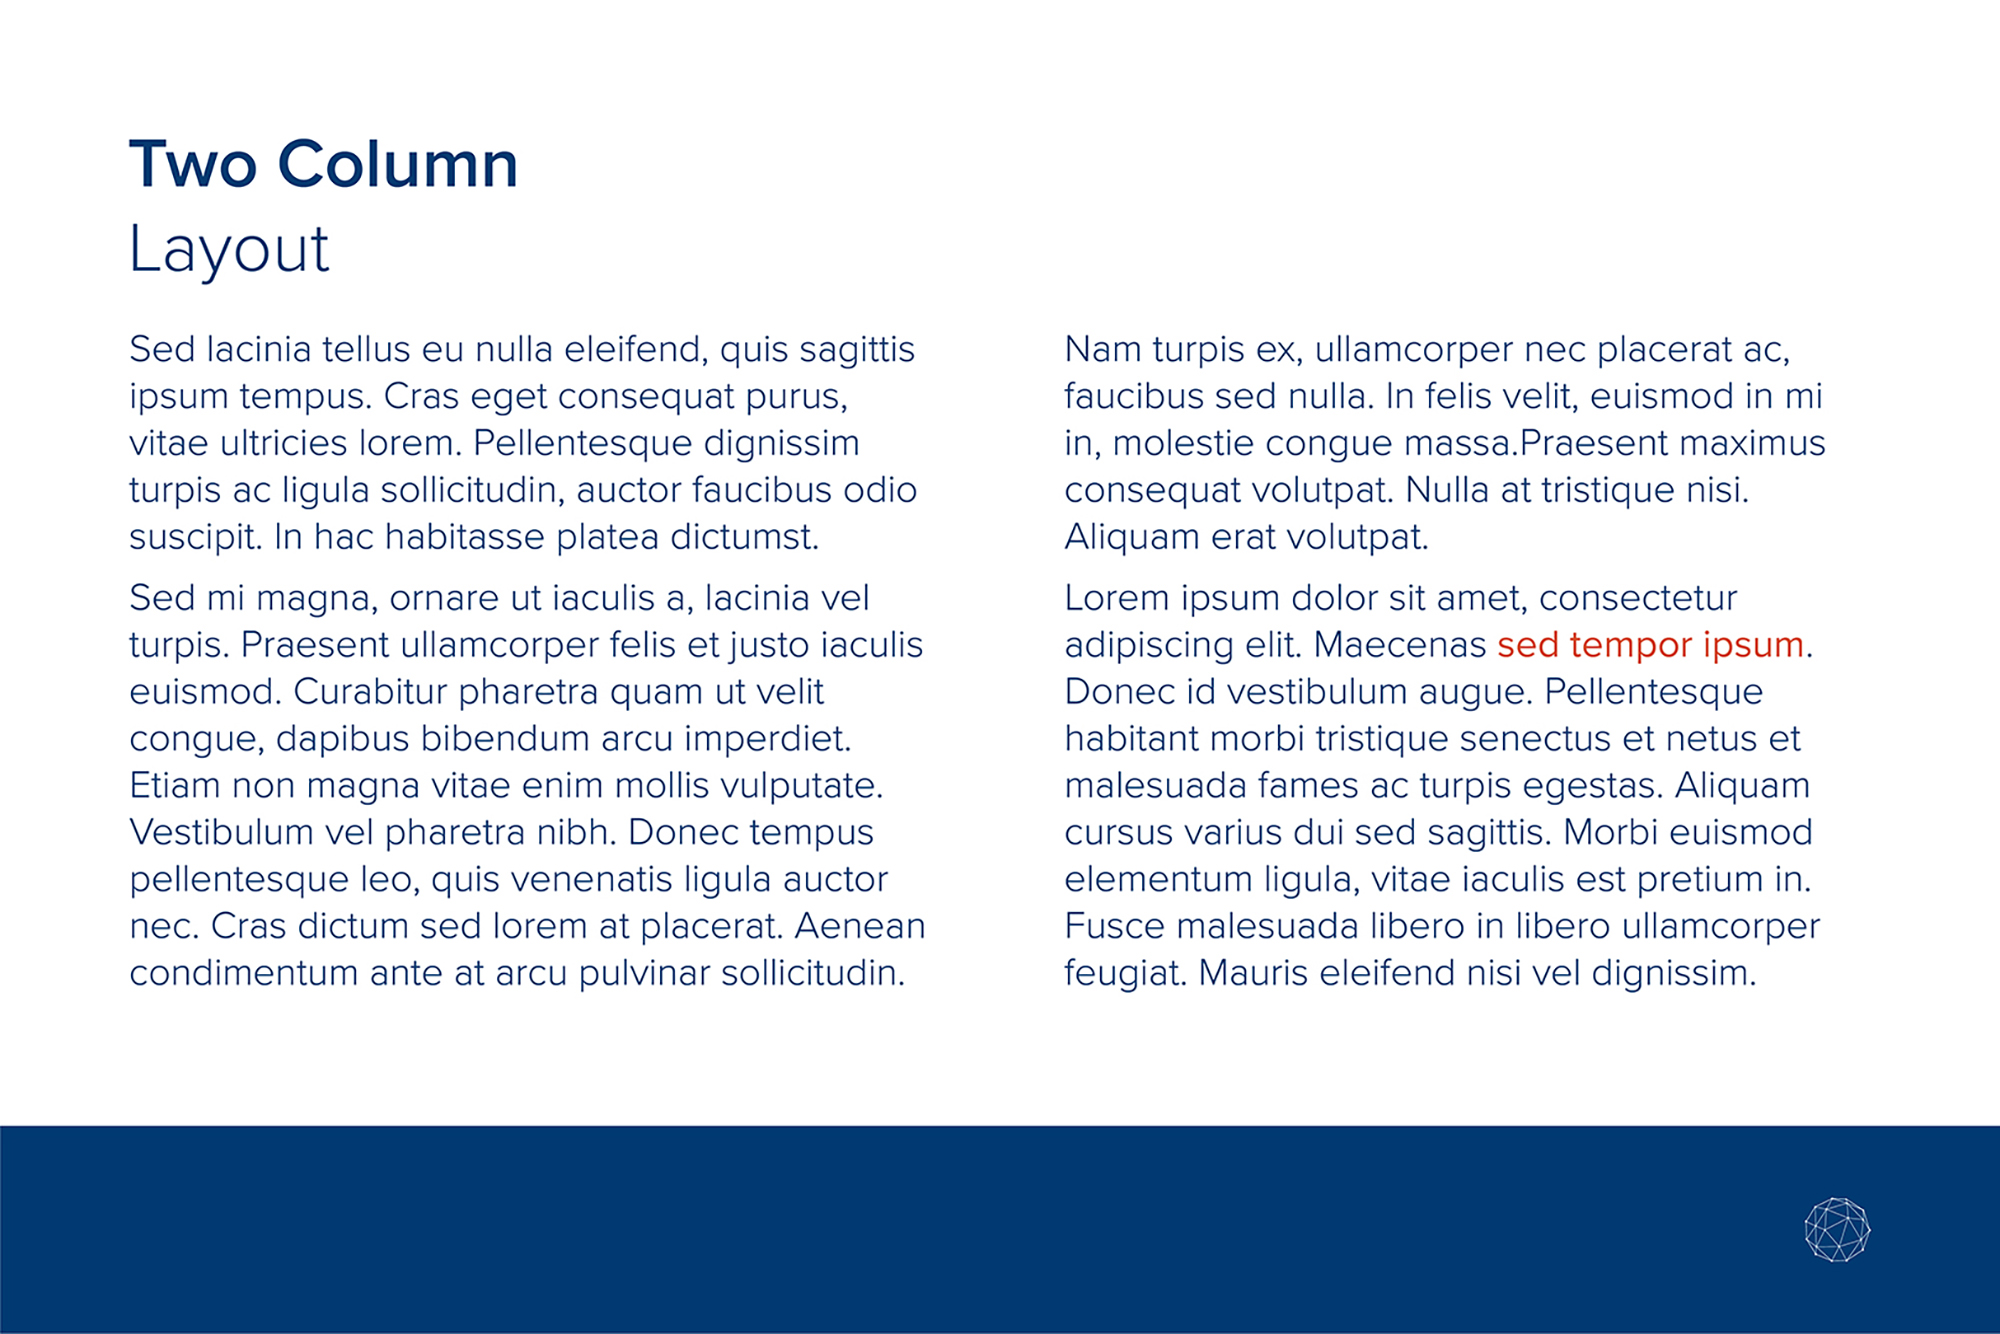 Two Column
Layout
Sed lacinia tellus eu nulla eleifend, quis sagittis
ipsum tempus. Cras eget consequat purus,
vitae ultricies lorem. Pellentesque dignissim
turpis ac ligula sollicitudin, auctor faucibus odio
suscipit. In hac habitasse platea dictumst.
Sed mi magna, ornare ut iaculis a, lacinia vel
turpis. Praesent ullamcorper felis et justo iaculis
euismod. Curabitur pharetra quam ut velit
congue, dapibus bibendum arcu imperdiet.
Etiam non magna vitae enim mollis vulputate.
Vestibulum vel pharetra nibh. Donec tempus
pellentesque leo, quis venenatis ligula auctor
nec. Cras dictum sed lorem at placerat. Aenean
condimentum ante at arcu pulvinar sollicitudin.
Nam turpis ex, ullamcorper nec placerat ac,
faucibus sed nulla. In felis velit, euismod in mi
in, molestie congue massa.Praesent maximus
consequat volutpat. Nulla at tristique nisi.
Aliquam erat volutpat.
Lorem ipsum dolor sit amet, consectetur
adipiscing elit. Maecenas sed tempor ipsum.
Donec id vestibulum augue. Pellentesque
habitant morbi tristique senectus et netus et
malesuada fames ac turpis egestas. Aliquam
cursus varius dui sed sagittis. Morbi euismod
elementum ligula, vitae iaculis est pretium in.
Fusce malesuada libero in libero ullamcorper
feugiat. Mauris eleifend nisi vel dignissim.